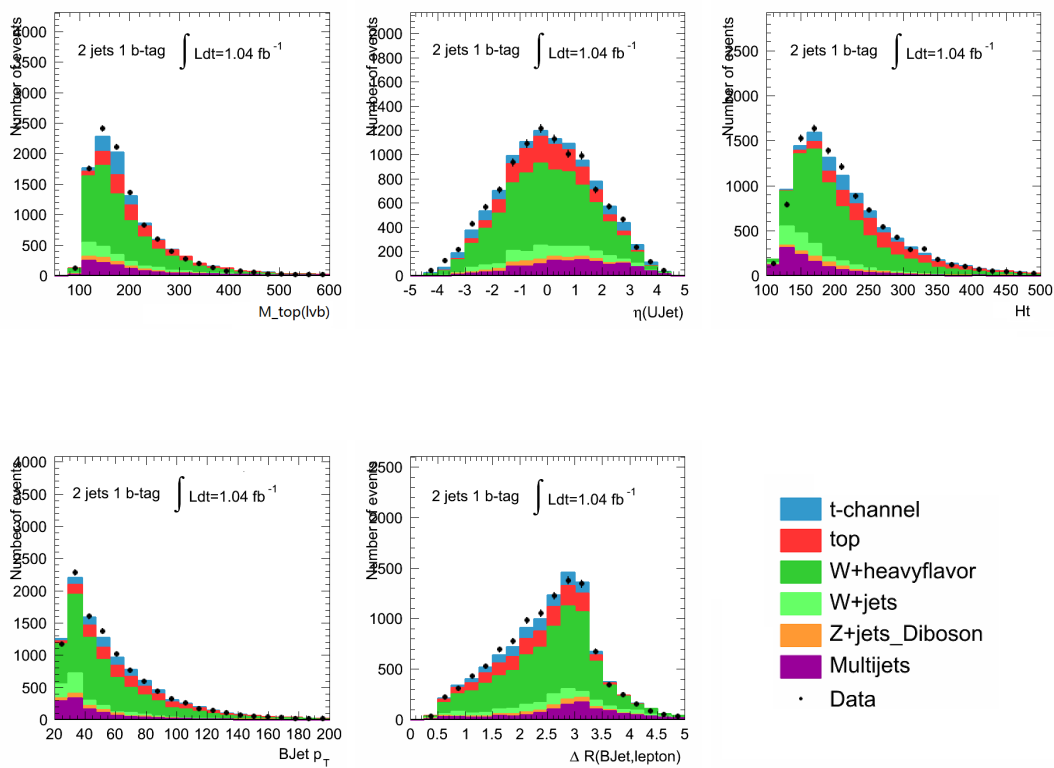 Number of events
4000
3500
3000
2500
2000
1500
1000
500
0
2 jets 1 b-tag ∫ Ldt=1.04 fb⁻¹
100 200 300 400 500 600
M_top(lvb)
Number of events
2000
1800
1600
1400
1200
1000
800
600
400
200
0
2 jets 1 b-tag ∫ Ldt=1.04 fb⁻¹
-5 -4 -3 -2 -1 0 1 2 3 4 5
η(UJet)
Number of events
2500
2000
1500
1000
500
0
2 jets 1 b-tag ∫ Ldt=1.04 fb⁻¹
100 150 200 250 300 350 400 450 500
Ht
Number of events
4000
3500
3000
2500
2000
1500
1000
500
0
2 jets 1 b-tag ∫ Ldt=1.04 fb⁻¹
20 40 60 80 100 120 140 160 180 200
BJet p_T
Number of events
2500
2000
1500
1000
500
0
2 jets 1 b-tag ∫ Ldt=1.04 fb⁻¹
0 0.5 1 1.5 2 2.5 3 3.5 4 4.5 5
Δ R(BJet,lepton)
t-channel
top
W+heavyflavor
W+jets
Z+jets_Diboson
Multijets
Data